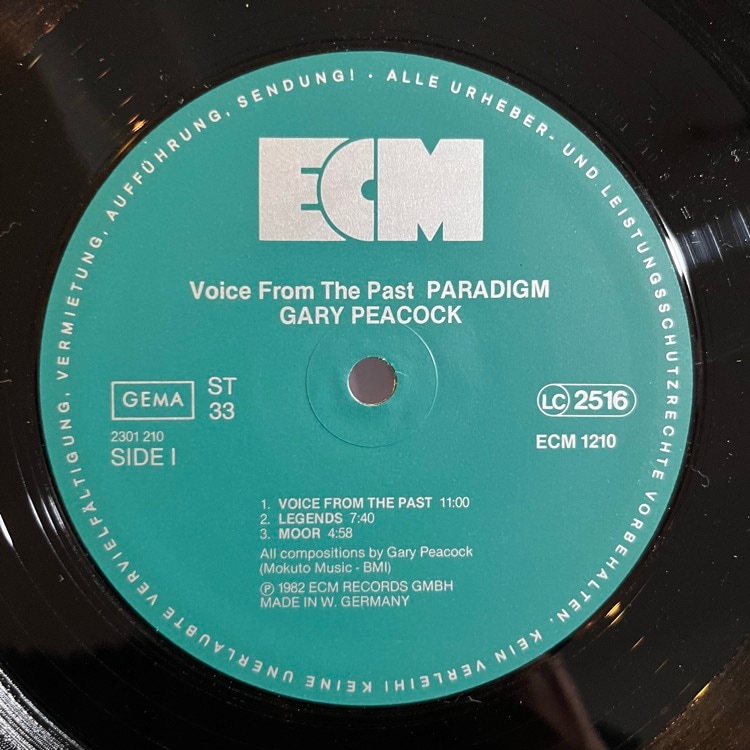 ALLE URHEBER- UND LEISTUNGSSCHUTZRECHTE VORBEHALTEN. KEIN VERLEIH! KEINE UNERLAUBTE VERVIELFÄLTIGUNG, VERMIETUNG, AUFFÜHRUNG, SENDUNG! ·
ECM
Voice From The Past PARADIGM
GARY PEACOCK
GEMA
ST
33
LC 2516
2301 210
SIDE I
ECM 1210
1. VOICE FROM THE PAST 11:00
2. LEGENDS 7:40
3. MOOR 4:58
All compositions by Gary Peacock
(Mokuto Music - BMI)
Ⓟ 1982 ECM RECORDS GMBH
MADE IN W. GERMANY